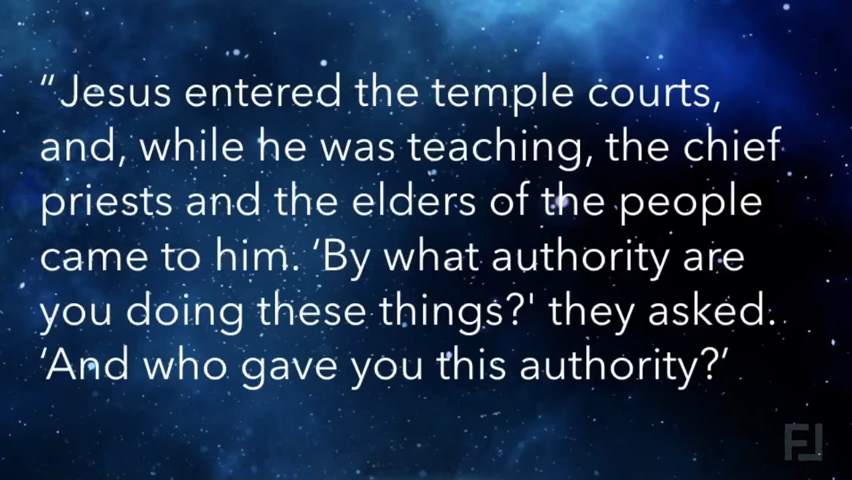 “Jesus entered the temple courts,
and, while he was teaching, the chief
priests and the elders of the people
came to him. ‘By what authority are
you doing these things?' they asked.
‘And who gave you this authority?’